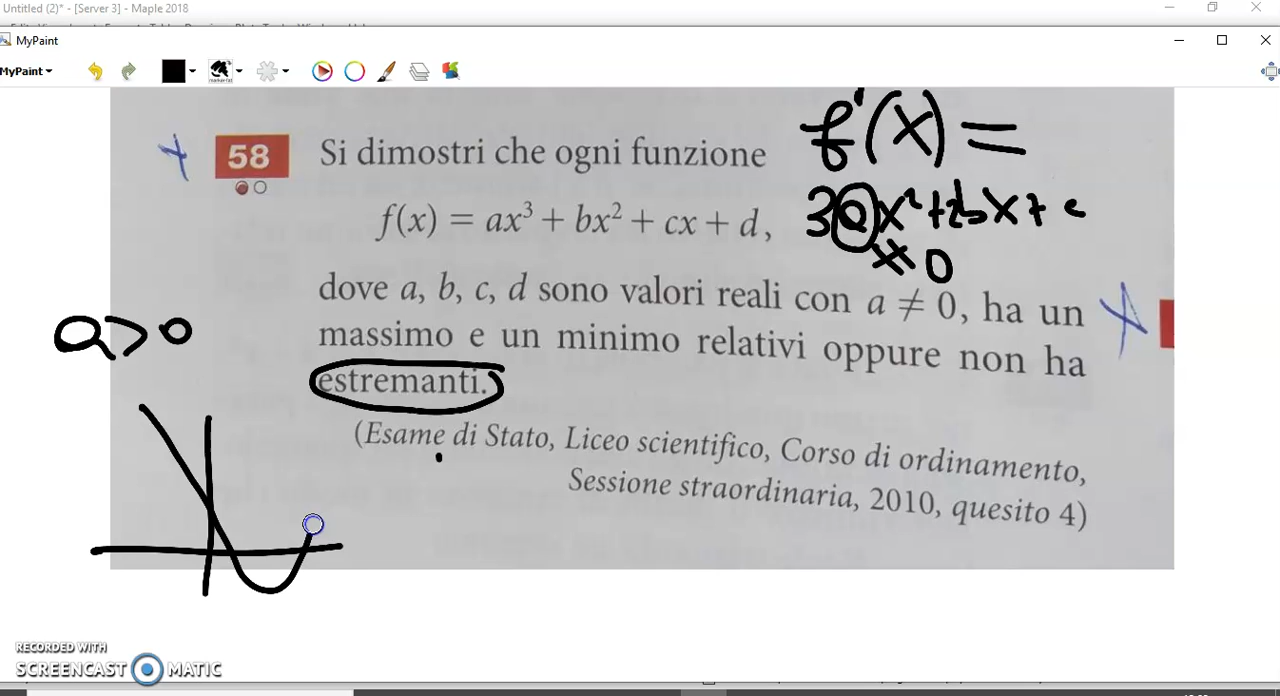 Untitled (2)* - [Server 3] - Maple 2018
MyPaint
MyPaint
58
Si dimostri che ogni funzione
f(x) = ax³ + bx² + cx + d,
dove a, b, c, d sono valori reali con a ≠ 0, ha un
massimo e un minimo relativi oppure non ha
estremanti.
(Esame di Stato, Liceo scientifico, Corso di ordinamento,
Sessione straordinaria, 2010, quesito 4)
f'(x) =
3ax²+2bx+c
≠ 0
a>0
RECORDED WITH
SCREENCAST MATIC